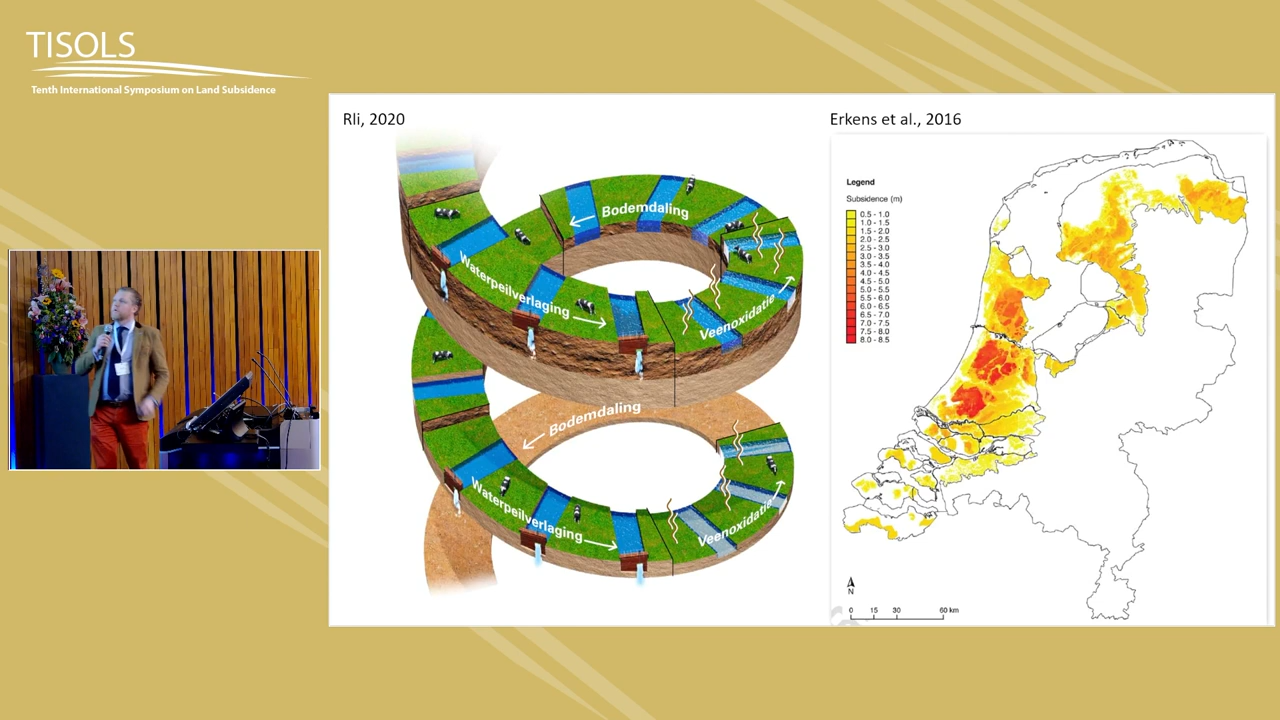 TISOLS
Tenth International Symposium on Land Subsidence
Rli, 2020
Bodemdaling
Waterpeilverlaging
Veenoxidatie
Bodemdaling
Waterpeilverlaging
Veenoxidatie
Erkens et al., 2016
Legend
Subsidence (m)
0.5 - 1.0
1.0 - 1.5
1.5 - 2.0
2.0 - 2.5
2.5 - 3.0
3.0 - 3.5
3.5 - 4.0
4.0 - 4.5
4.5 - 5.0
5.0 - 5.5
5.5 - 6.0
6.0 - 6.5
6.5 - 7.0
7.0 - 7.5
7.5 - 8.0
8.0 - 8.5
N
0 15 30 60 km